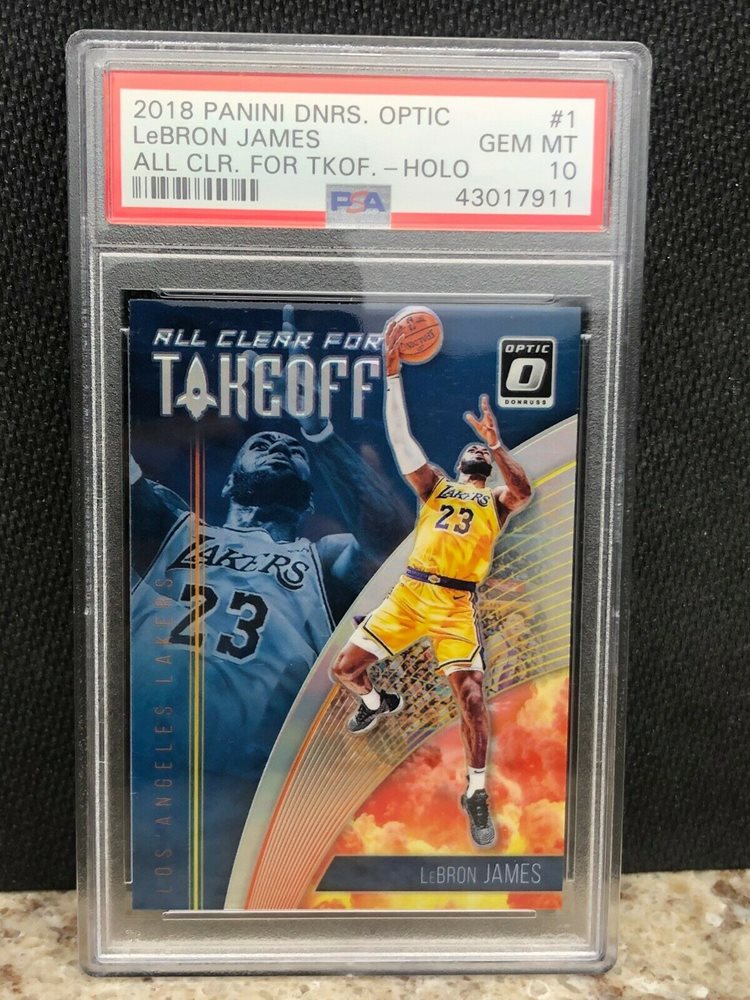 2018 PANINI DNRS. OPTIC #1
LeBRON JAMES GEM MT
ALL CLR. FOR TKOF. – HOLO 10
PSA 43017911
ALL CLEAR FOR
TAKEOFF
OPTIC
O
DONRUSS
SPALDING
LAKERS
23
LAKERS
23
LOS ANGELES LAKERS
LEBRON JAMES